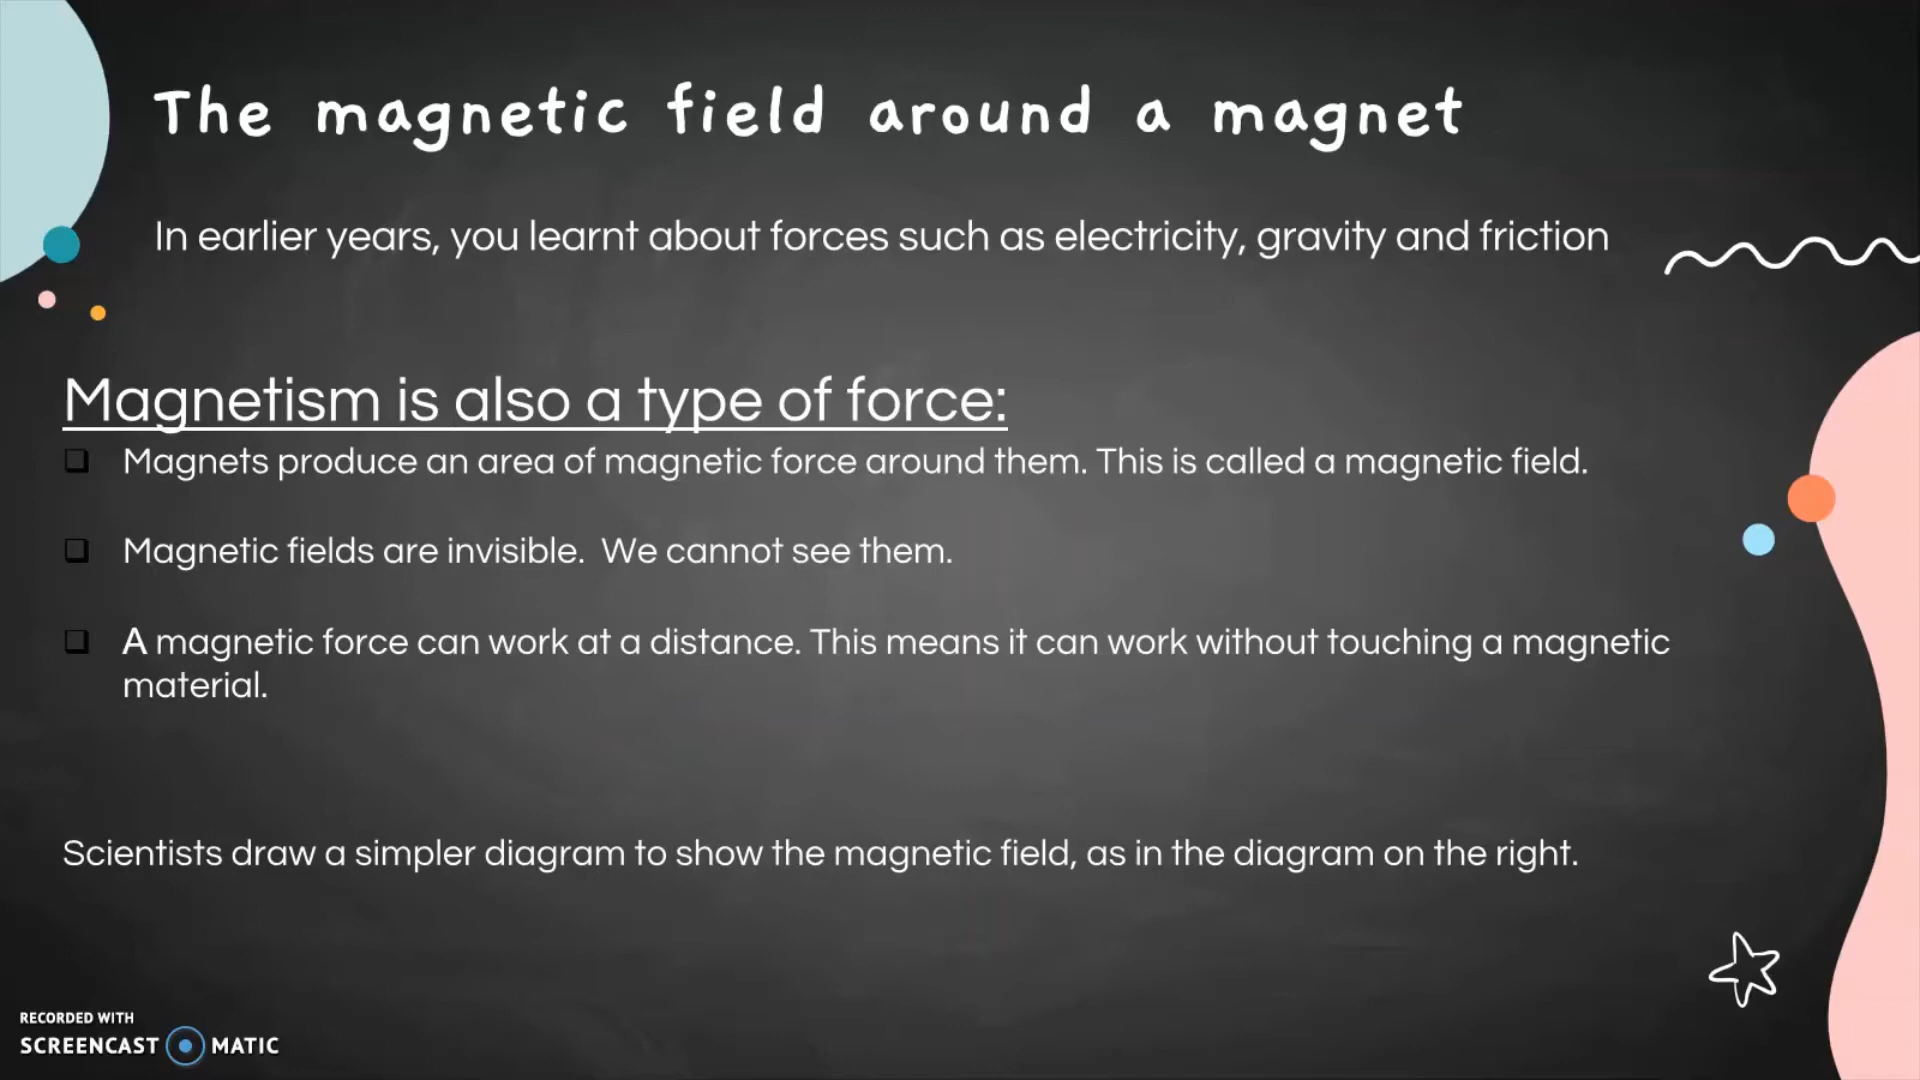 The magnetic field around a magnet
In earlier years, you learnt about forces such as electricity, gravity and friction
Magnetism is also a type of force:
❑ Magnets produce an area of magnetic force around them. This is called a magnetic field.
❑ Magnetic fields are invisible.  We cannot see them.
❑ A magnetic force can work at a distance. This means it can work without touching a magnetic
material.
Scientists draw a simpler diagram to show the magnetic field, as in the diagram on the right.
RECORDED WITH
SCREENCAST MATIC